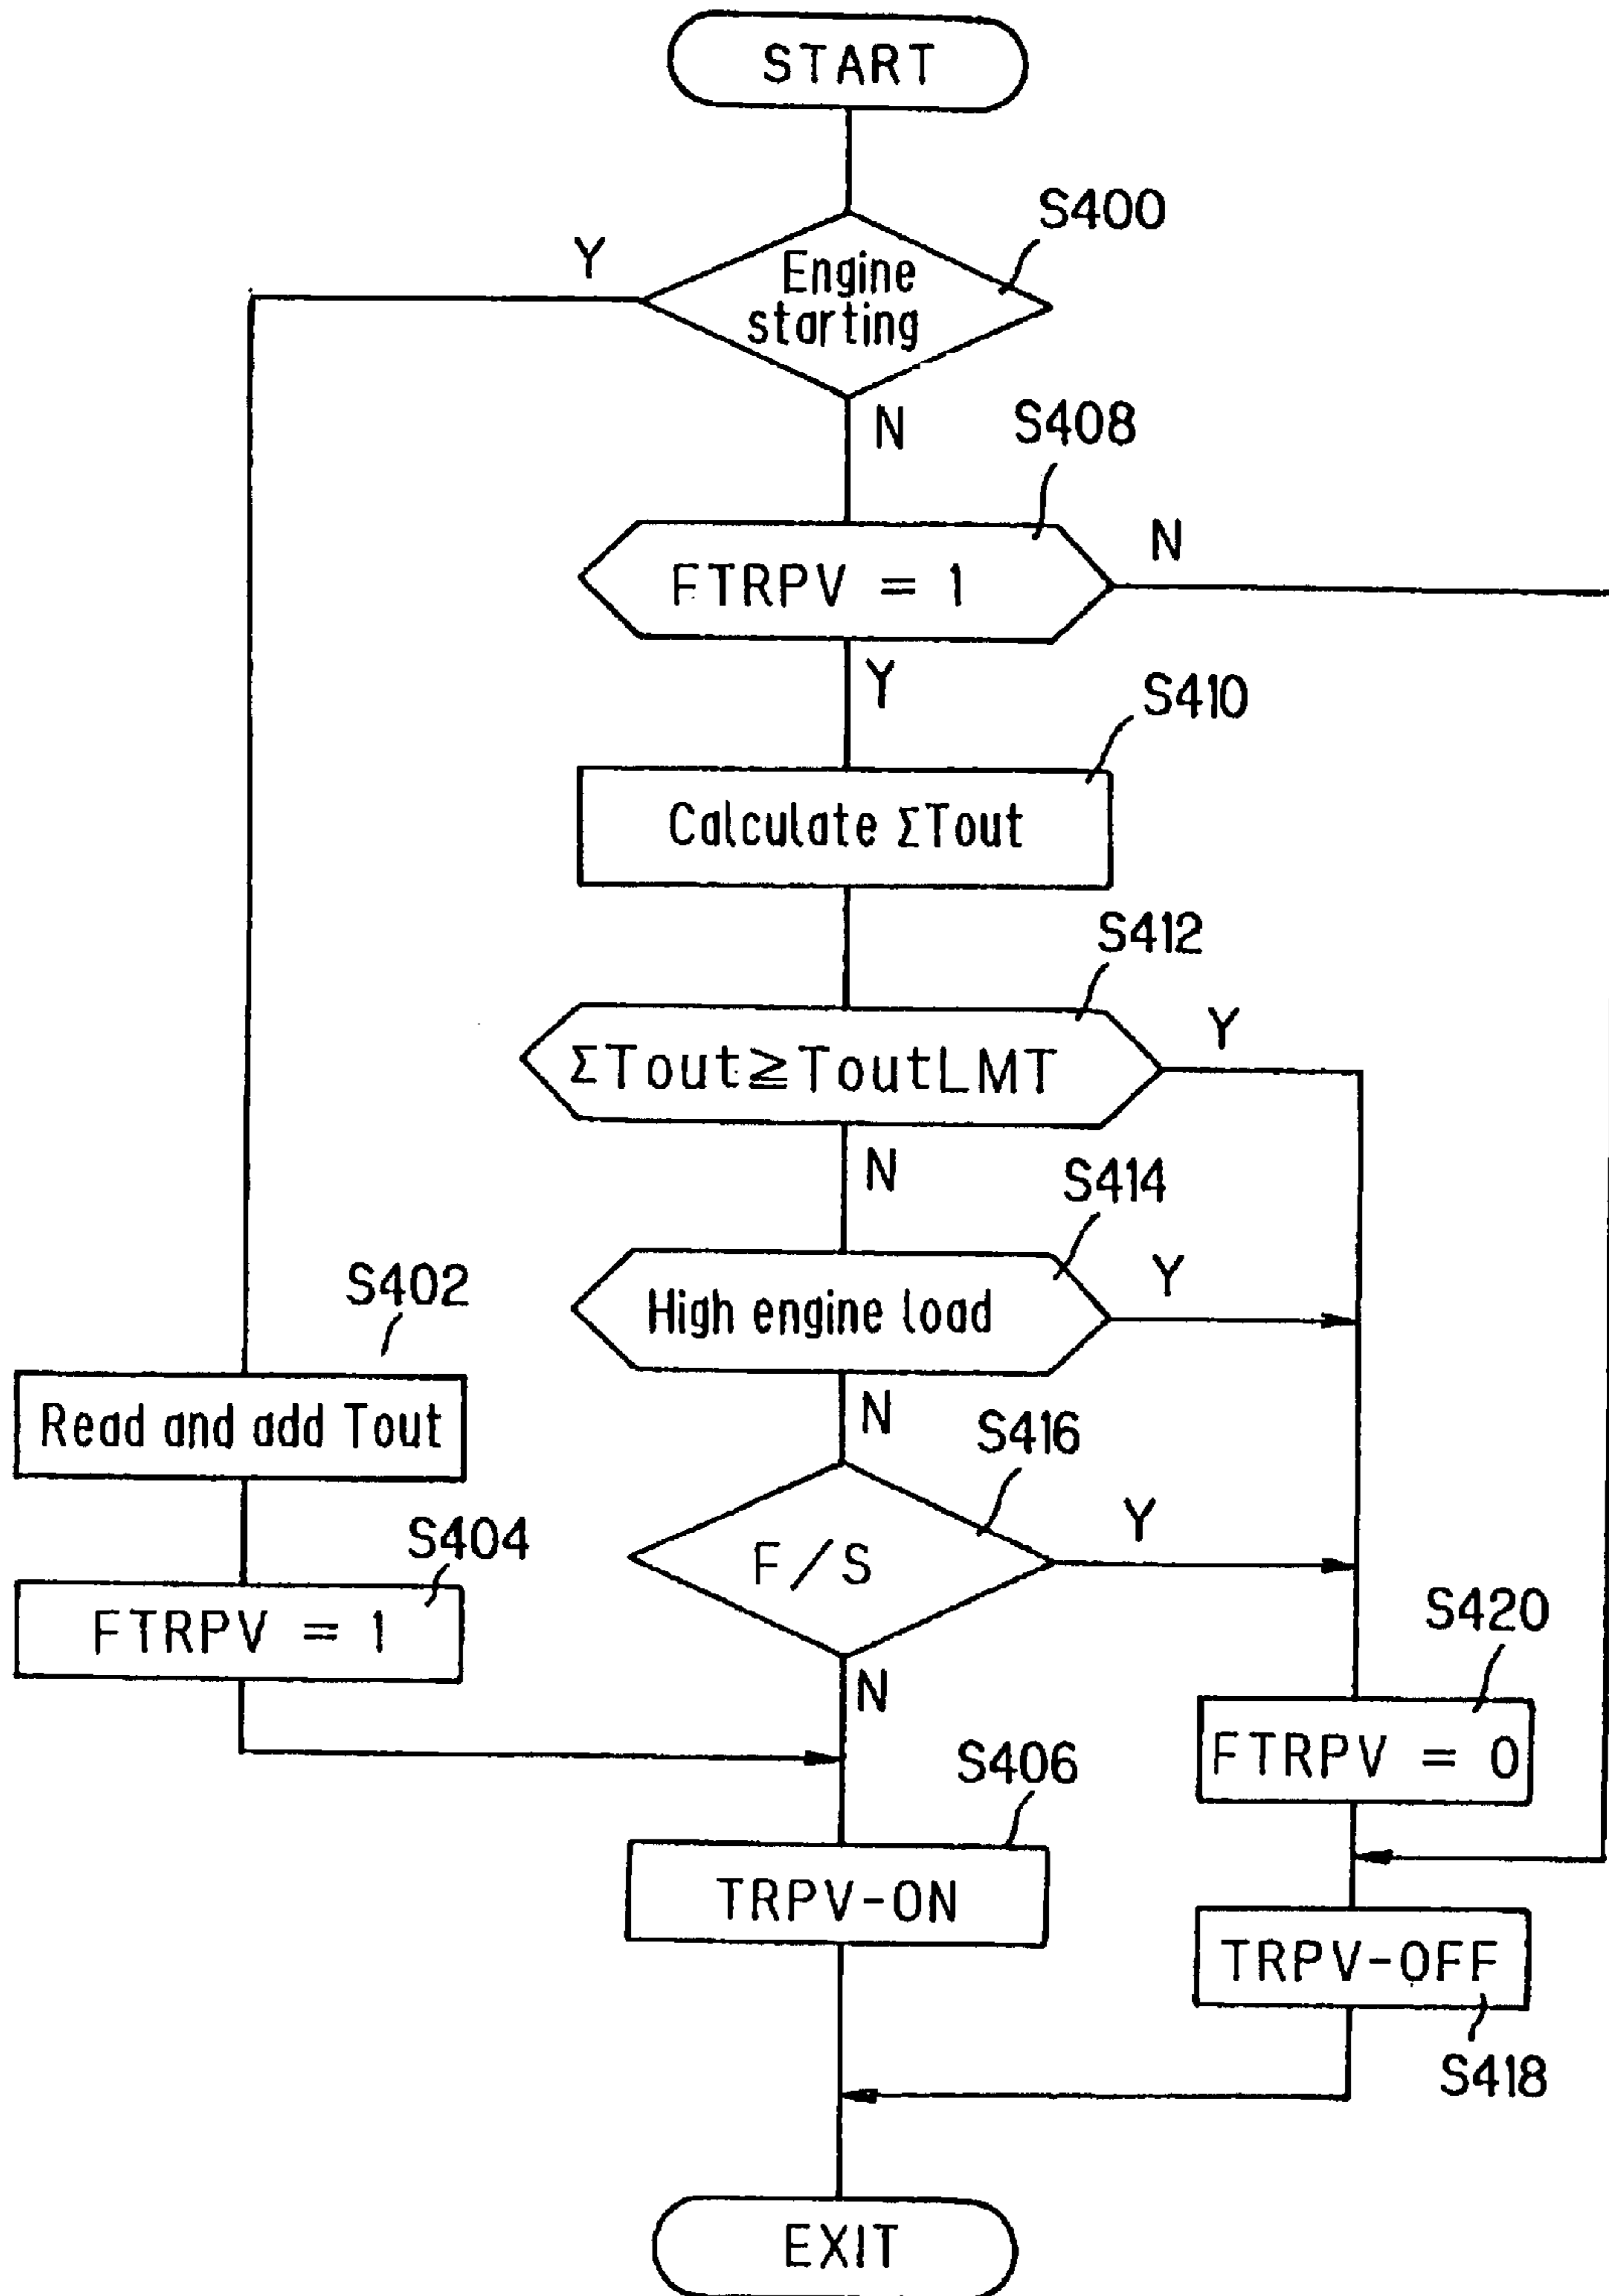 START
S400
Y
Engine
starting
N
S408
FTRPV = 1
N
Y
S410
Calculate ΣTout
S412
ΣTout≧ToutLMT
Y
N
S414
High engine load
Y
S402
Read and add Tout
N
S416
F/S
Y
S404
FTRPV = 1
N
S420
FTRPV = 0
S406
TRPV-ON
TRPV-OFF
S418
EXIT